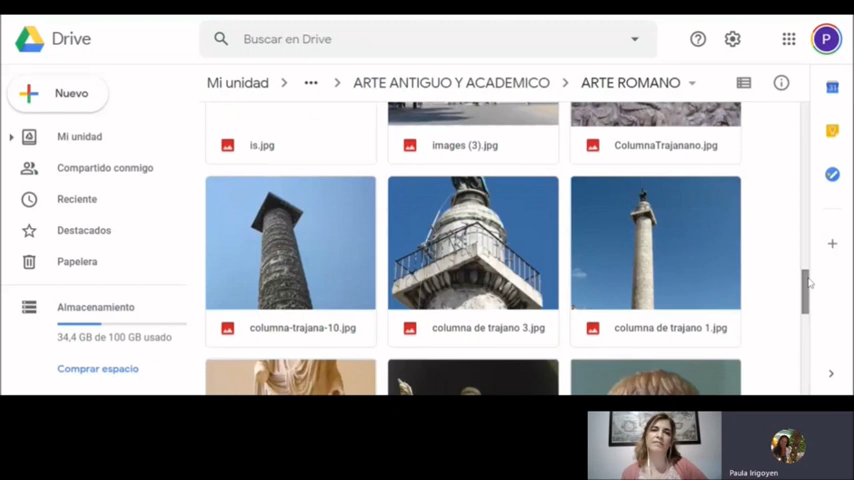 Drive
Buscar en Drive
P
Nuevo
Mi unidad > ... > ARTE ANTIGUO Y ACADEMICO > ARTE ROMANO
Mi unidad
Compartido conmigo
Reciente
Destacados
Papelera
Almacenamiento
34,4 GB de 100 GB usado
Comprar espacio
is.jpg
images (3).jpg
ColumnaTrajanano.jpg
columna-trajana-10.jpg
columna de trajano 3.jpg
columna de trajano 1.jpg
31
Paula Irigoyen